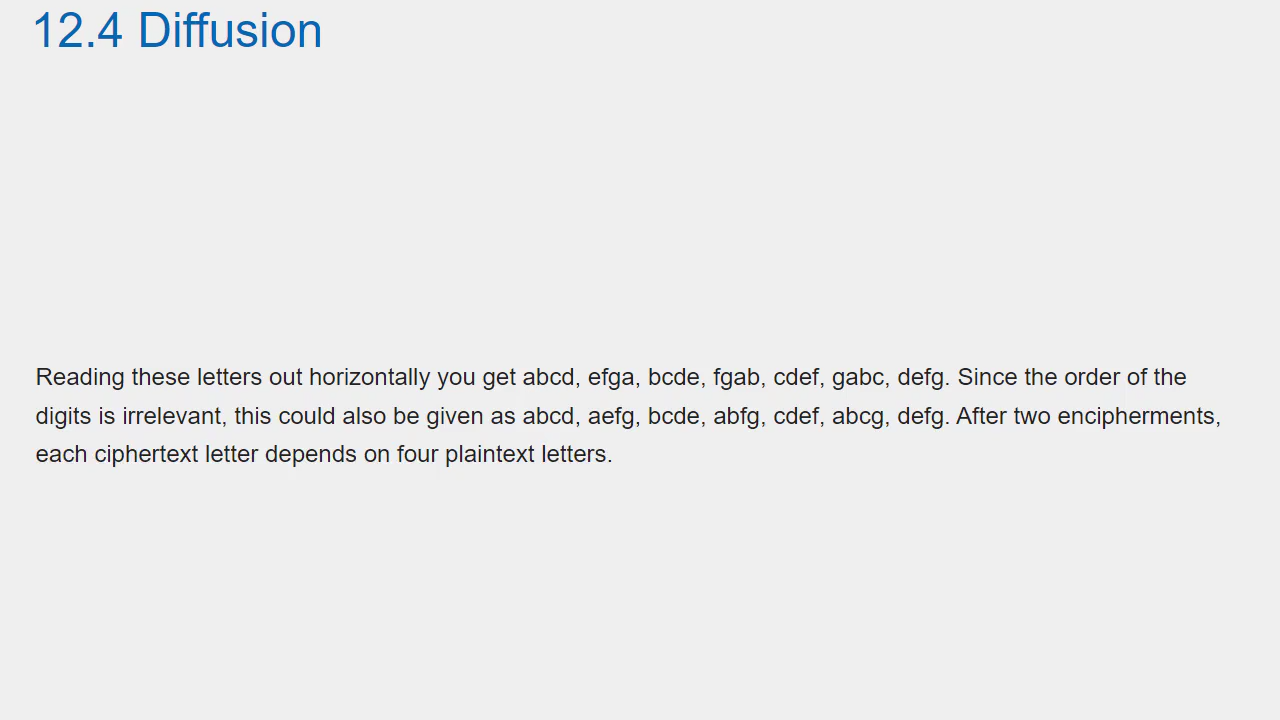 12.4 Diffusion
Reading these letters out horizontally you get abcd, efga, bcde, fgab, cdef, gabc, defg. Since the order of the
digits is irrelevant, this could also be given as abcd, aefg, bcde, abfg, cdef, abcg, defg. After two encipherments,
each ciphertext letter depends on four plaintext letters.